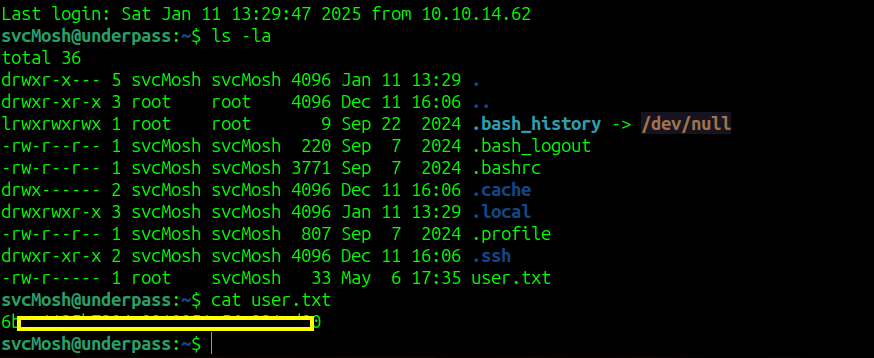 Last login: Sat Jan 11 13:29:47 2025 from 10.10.14.62
svcMosh@underpass:~$ ls -la
total 36
drwxr-x--- 5 svcMosh svcMosh 4096 Jan 11 13:29 .
drwxr-xr-x 3 root    root    4096 Dec 11 16:06 ..
lrwxrwxrwx 1 root    root       9 Sep 22  2024 .bash_history -> /dev/null
-rw-r--r-- 1 svcMosh svcMosh  220 Sep  7  2024 .bash_logout
-rw-r--r-- 1 svcMosh svcMosh 3771 Sep  7  2024 .bashrc
drwx------ 2 svcMosh svcMosh 4096 Dec 11 16:06 .cache
drwxrwxr-x 3 svcMosh svcMosh 4096 Jan 11 13:29 .local
-rw-r--r-- 1 svcMosh svcMosh  807 Sep  7  2024 .profile
drwxr-xr-x 2 svcMosh svcMosh 4096 Dec 11 16:06 .ssh
-rw-r----- 1 root    svcMosh   33 May  6 17:35 user.txt
svcMosh@underpass:~$ cat user.txt
svcMosh@underpass:~$